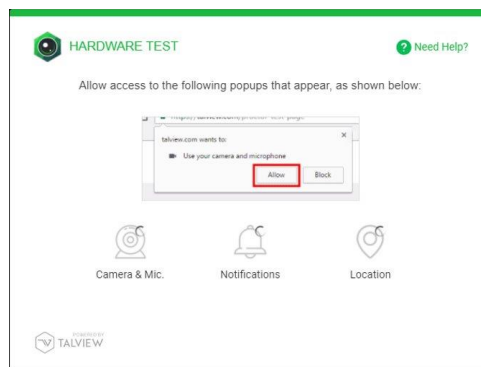 HARDWARE TEST
? Need Help?
Allow access to the following popups that appear, as shown below:
talview.com wants to:
×
Use your camera and microphone
Allow
Block
Camera & Mic.
Notifications
Location
POWERED BY
TALVIEW